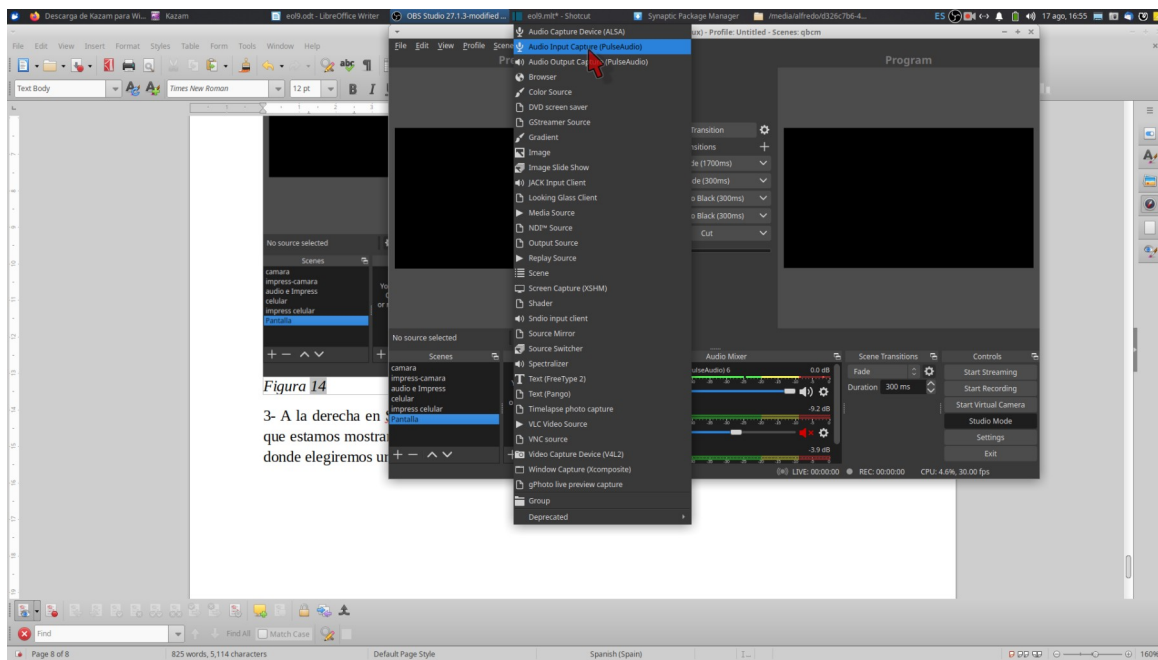 Descarga de Kazam para Wi...
Kazam
eol9.odt - LibreOffice Writer
OBS Studio 27.1.3-modified ...
eol9.mlt* - Shotcut
Synaptic Package Manager
/media/alfredo/d326c7b6-4...
ES
17 ago, 16:55
File Edit View Insert Format Styles Table Form Tools Window Help
Text Body
Times New Roman
12 pt
No source selected
Scenes
camara
impress-camara
audio e Impress
celular
impress celular
Pantalla
Figura 14
3- A la derecha en
que estamos mostra
donde elegiremos un
ux) - Profile: Untitled - Scenes: qbcm
File Edit View Profile Scene
Program
Audio Capture Device (ALSA)
Audio Input Capture (PulseAudio)
Audio Output Capture (PulseAudio)
Browser
Color Source
DVD screen saver
GStreamer Source
Gradient
Image
Image Slide Show
JACK Input Client
Looking Glass Client
Media Source
NDI™ Source
Output Source
Replay Source
Scene
Screen Capture (XSHM)
Shader
Sndio input client
Source Mirror
Source Switcher
Spectralizer
Text (FreeType 2)
Text (Pango)
Timelapse photo capture
VLC Video Source
VNC source
Video Capture Device (V4L2)
Window Capture (Xcomposite)
gPhoto live preview capture
Group
Deprecated
Transition
nsitions
de (1700ms)
de (300ms)
o Black (300ms)
o Black (300ms)
Cut
No source selected
Scenes
camara
impress-camara
audio e Impress
celular
impress celular
Pantalla
Audio Mixer
ulseAudio) 6
0.0 dB
-9.2 dB
-3.9 dB
Scene Transitions
Fade
Duration 300 ms
Controls
Start Streaming
Start Recording
Start Virtual Camera
Studio Mode
Settings
Exit
LIVE: 00:00:00
REC: 00:00:00
CPU: 4.6%, 30.00 fps
Find
Find All
Match Case
Page 8 of 8
825 words, 5,114 characters
Default Page Style
Spanish (Spain)
160%